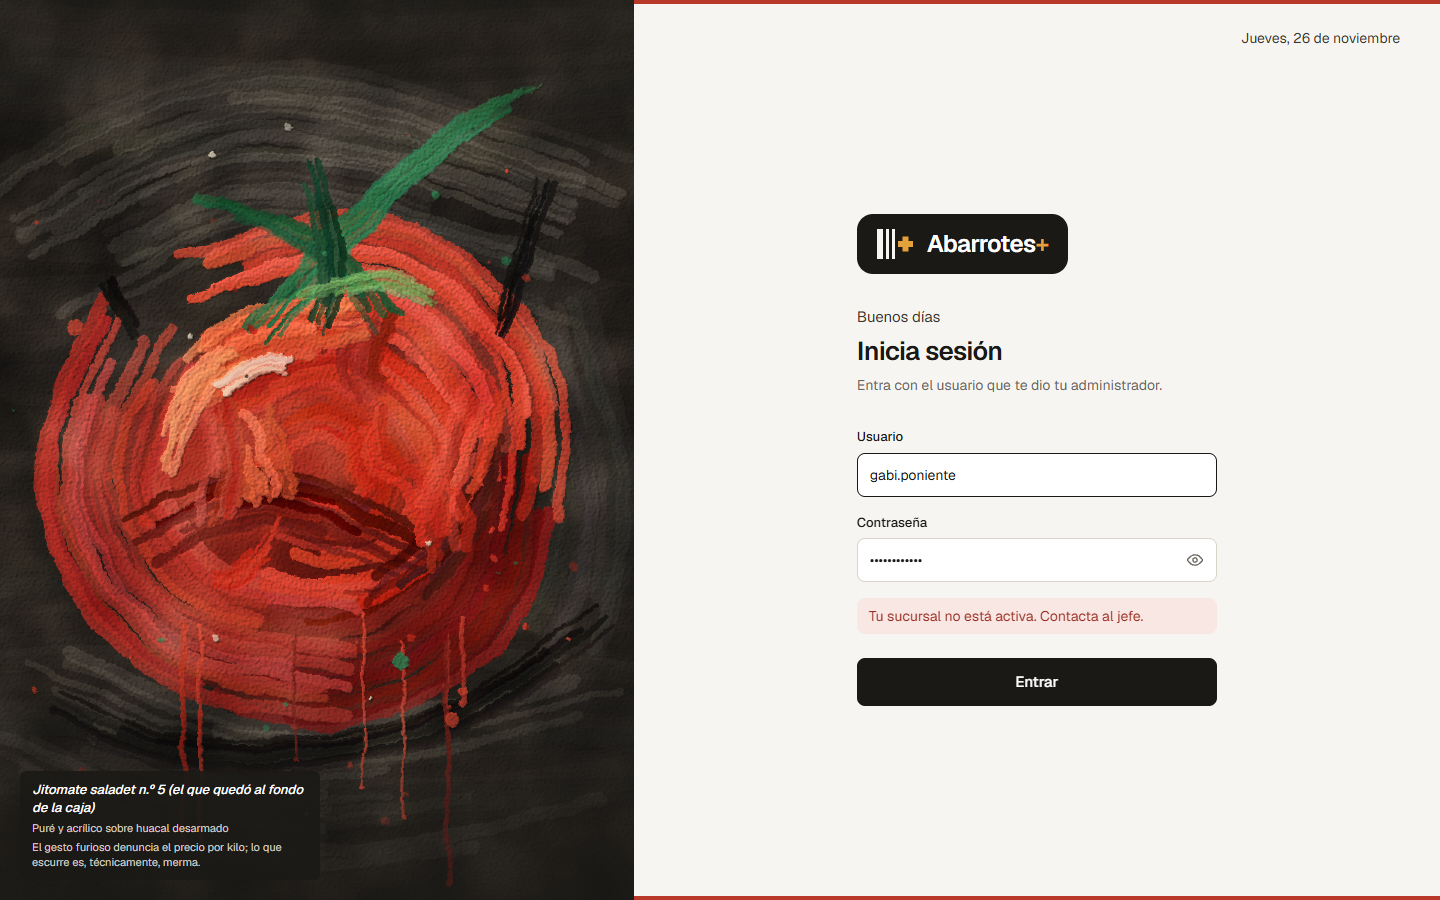 Jueves, 26 de noviembre
Abarrotes+
Buenos días
Inicia sesión
Entra con el usuario que te dio tu administrador.
Usuario
gabi.poniente
Contraseña
••••••••••••
Tu sucursal no está activa. Contacta al jefe.
Entrar
Jitomate saladet n.º 5 (el que quedó al fondo
de la caja)
Puré y acrílico sobre huacal desarmado
El gesto furioso denuncia el precio por kilo; lo que
escurre es, técnicamente, merma.